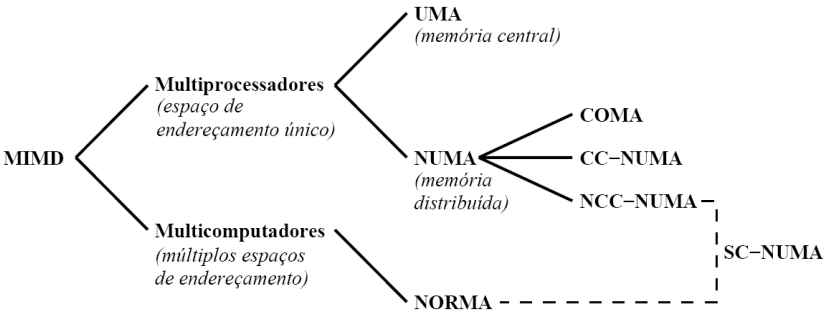 UMA
(memória central)
Multiprocessadores
(espaço de
endereçamento único)
COMA
MIMD
NUMA
(memória
distribuída)
CC−NUMA
NCC−NUMA
Multicomputadores
(múltiplos espaços
de endereçamento)
SC−NUMA
NORMA